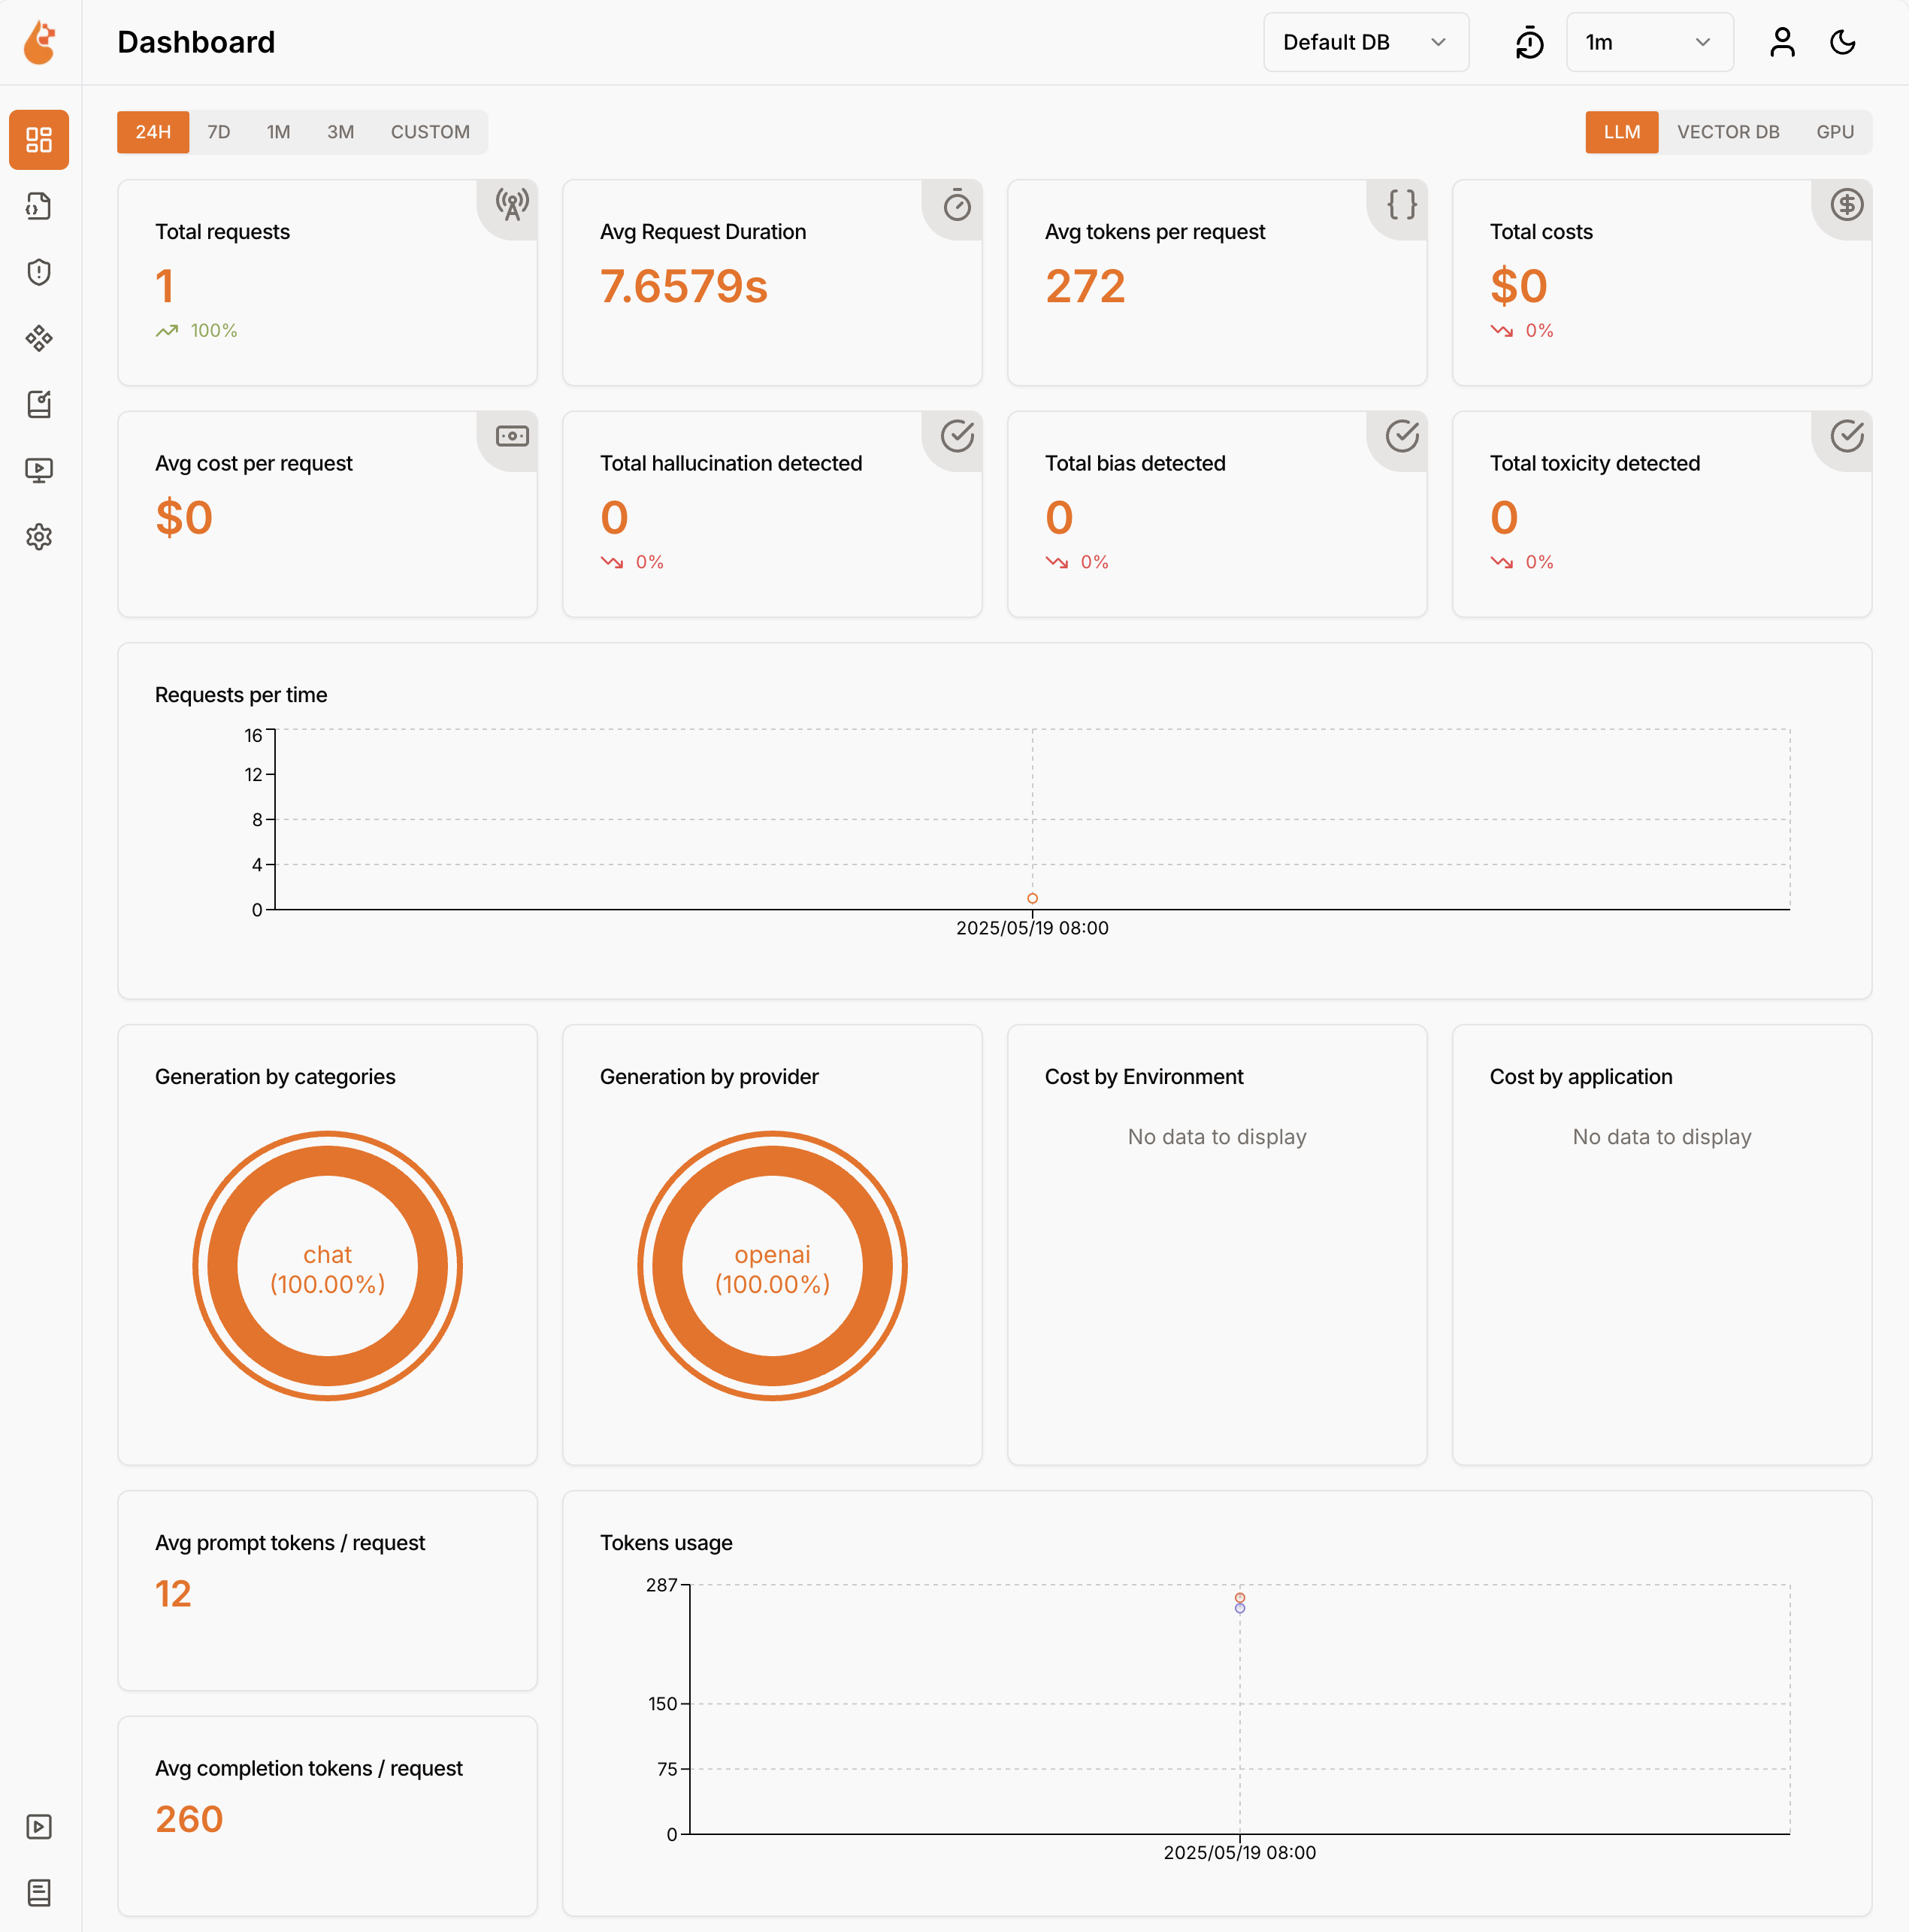 Dashboard
Default DB
1m
24H 7D 1M 3M CUSTOM
LLM VECTOR DB GPU
Total requests
1
100%
Avg Request Duration
7.6579s
Avg tokens per request
272
Total costs
$0
0%
Avg cost per request
$0
Total hallucination detected
0
0%
Total bias detected
0
0%
Total toxicity detected
0
0%
Requests per time
16
12
8
4
0
2025/05/19 08:00
Generation by categories
chat
(100.00%)
Generation by provider
openai
(100.00%)
Cost by Environment
No data to display
Cost by application
No data to display
Avg prompt tokens / request
12
Avg completion tokens / request
260
Tokens usage
287
150
75
0
2025/05/19 08:00